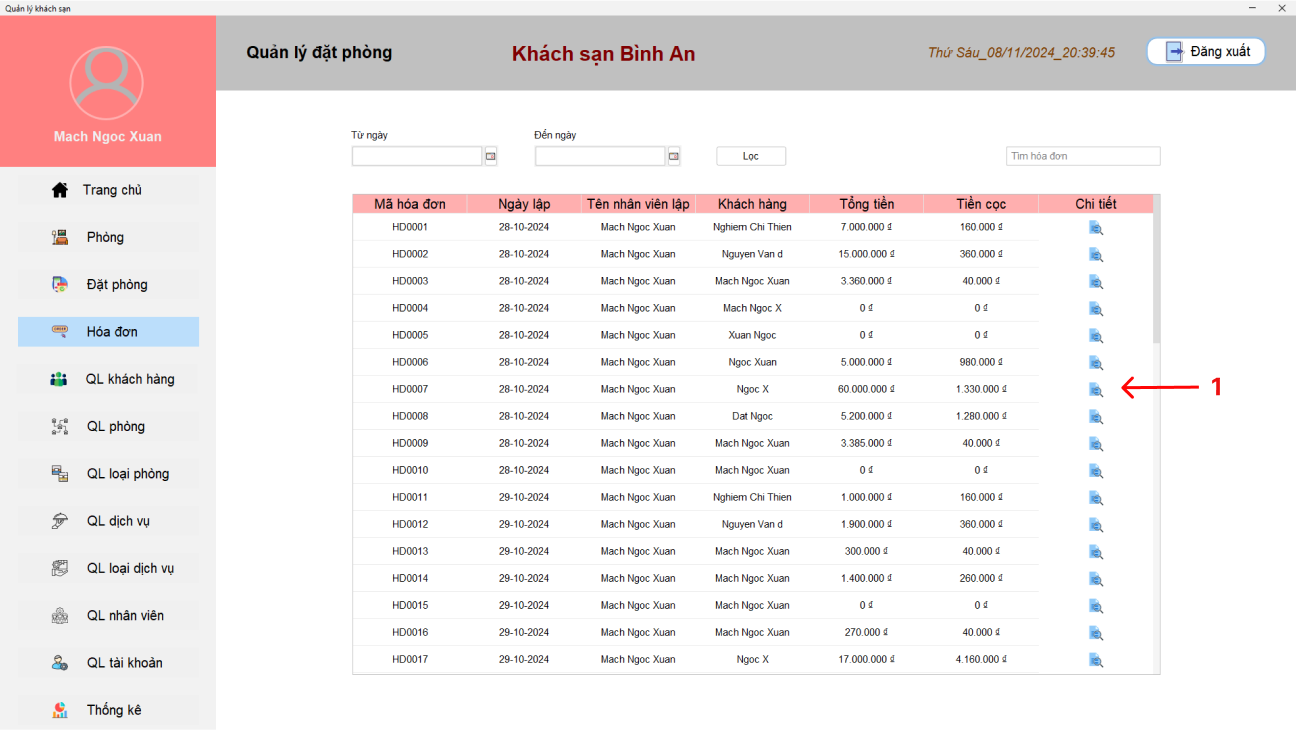 Quản lý khách sạn
Mach Ngoc Xuan
Quản lý đặt phòng
Khách sạn Bình An
Thứ Sáu_08/11/2024_20:39:45
Đăng xuất
Trang chủ
Phòng
Đặt phòng
Hóa đơn
QL khách hàng
QL phòng
QL loại phòng
QL dịch vụ
QL loại dịch vụ
QL nhân viên
QL tài khoản
Thống kê
Từ ngày
Đến ngày
Lọc
Tìm hóa đơn
Mã hóa đơn Ngày lập Tên nhân viên lập Khách hàng Tổng tiền Tiền cọc Chi tiết
HD0001 28-10-2024 Mach Ngoc Xuan Nghiem Chi Thien 7.000.000 ₫ 160.000 ₫
HD0002 28-10-2024 Mach Ngoc Xuan Nguyen Van d 15.000.000 ₫ 360.000 ₫
HD0003 28-10-2024 Mach Ngoc Xuan Mach Ngoc Xuan 3.360.000 ₫ 40.000 ₫
HD0004 28-10-2024 Mach Ngoc Xuan Mach Ngoc X 0 ₫ 0 ₫
HD0005 28-10-2024 Mach Ngoc Xuan Xuan Ngoc 0 ₫ 0 ₫
HD0006 28-10-2024 Mach Ngoc Xuan Ngoc Xuan 5.000.000 ₫ 980.000 ₫
HD0007 28-10-2024 Mach Ngoc Xuan Ngoc X 60.000.000 ₫ 1.330.000 ₫
1
HD0008 28-10-2024 Mach Ngoc Xuan Dat Ngoc 5.200.000 ₫ 1.280.000 ₫
HD0009 28-10-2024 Mach Ngoc Xuan Mach Ngoc Xuan 3.385.000 ₫ 40.000 ₫
HD0010 28-10-2024 Mach Ngoc Xuan Mach Ngoc Xuan 0 ₫ 0 ₫
HD0011 29-10-2024 Mach Ngoc Xuan Nghiem Chi Thien 1.000.000 ₫ 160.000 ₫
HD0012 29-10-2024 Mach Ngoc Xuan Nguyen Van d 1.900.000 ₫ 360.000 ₫
HD0013 29-10-2024 Mach Ngoc Xuan Mach Ngoc Xuan 300.000 ₫ 40.000 ₫
HD0014 29-10-2024 Mach Ngoc Xuan Mach Ngoc Xuan 1.400.000 ₫ 260.000 ₫
HD0015 29-10-2024 Mach Ngoc Xuan Mach Ngoc Xuan 0 ₫ 0 ₫
HD0016 29-10-2024 Mach Ngoc Xuan Mach Ngoc Xuan 270.000 ₫ 40.000 ₫
HD0017 29-10-2024 Mach Ngoc Xuan Ngoc X 17.000.000 ₫ 4.160.000 ₫